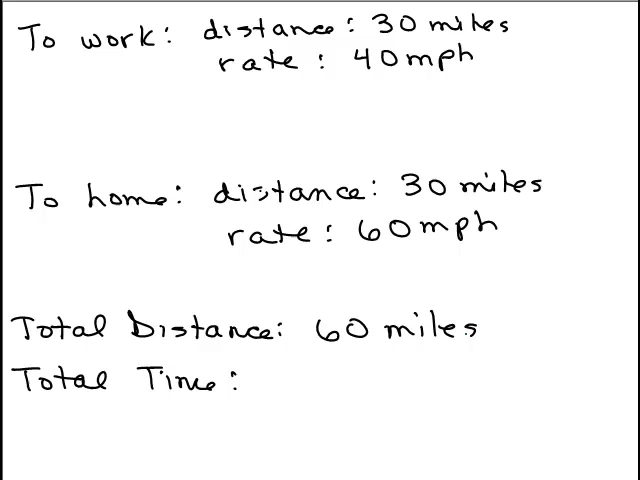 To work: distance: 30 miles
rate: 40mph
To home: distance: 30 miles
rate: 60mph
Total Distance: 60 miles
Total Time: